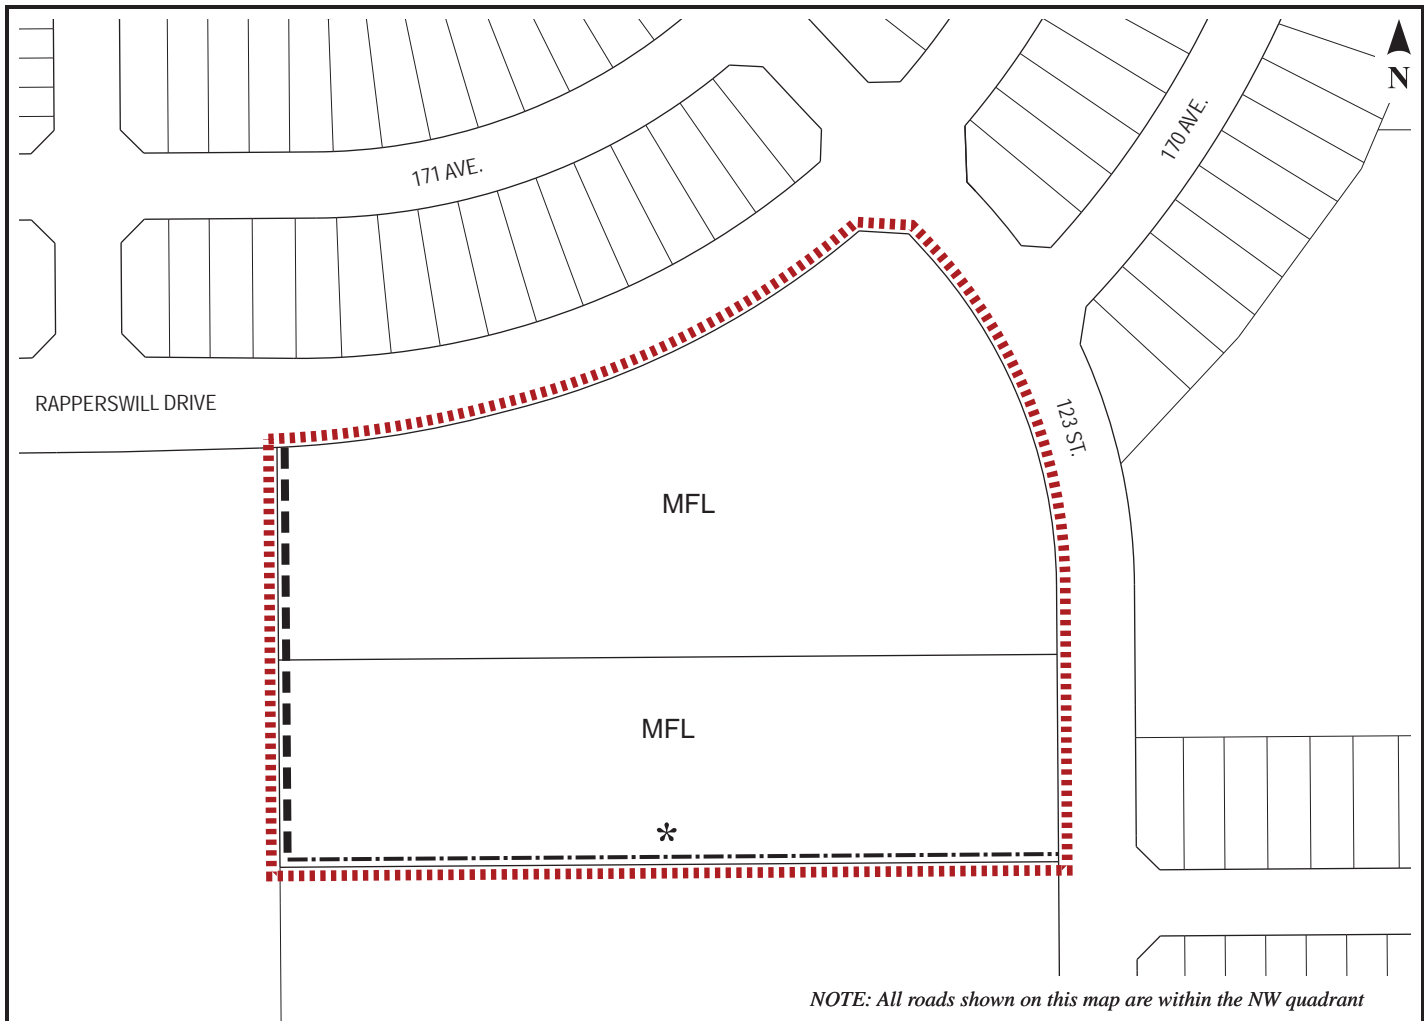 N
171 AVE.
170 AVE.
RAPPERSWILL DRIVE
123 ST.
MFL
MFL
*
NOTE: All roads shown on this map are within the NW quadrant